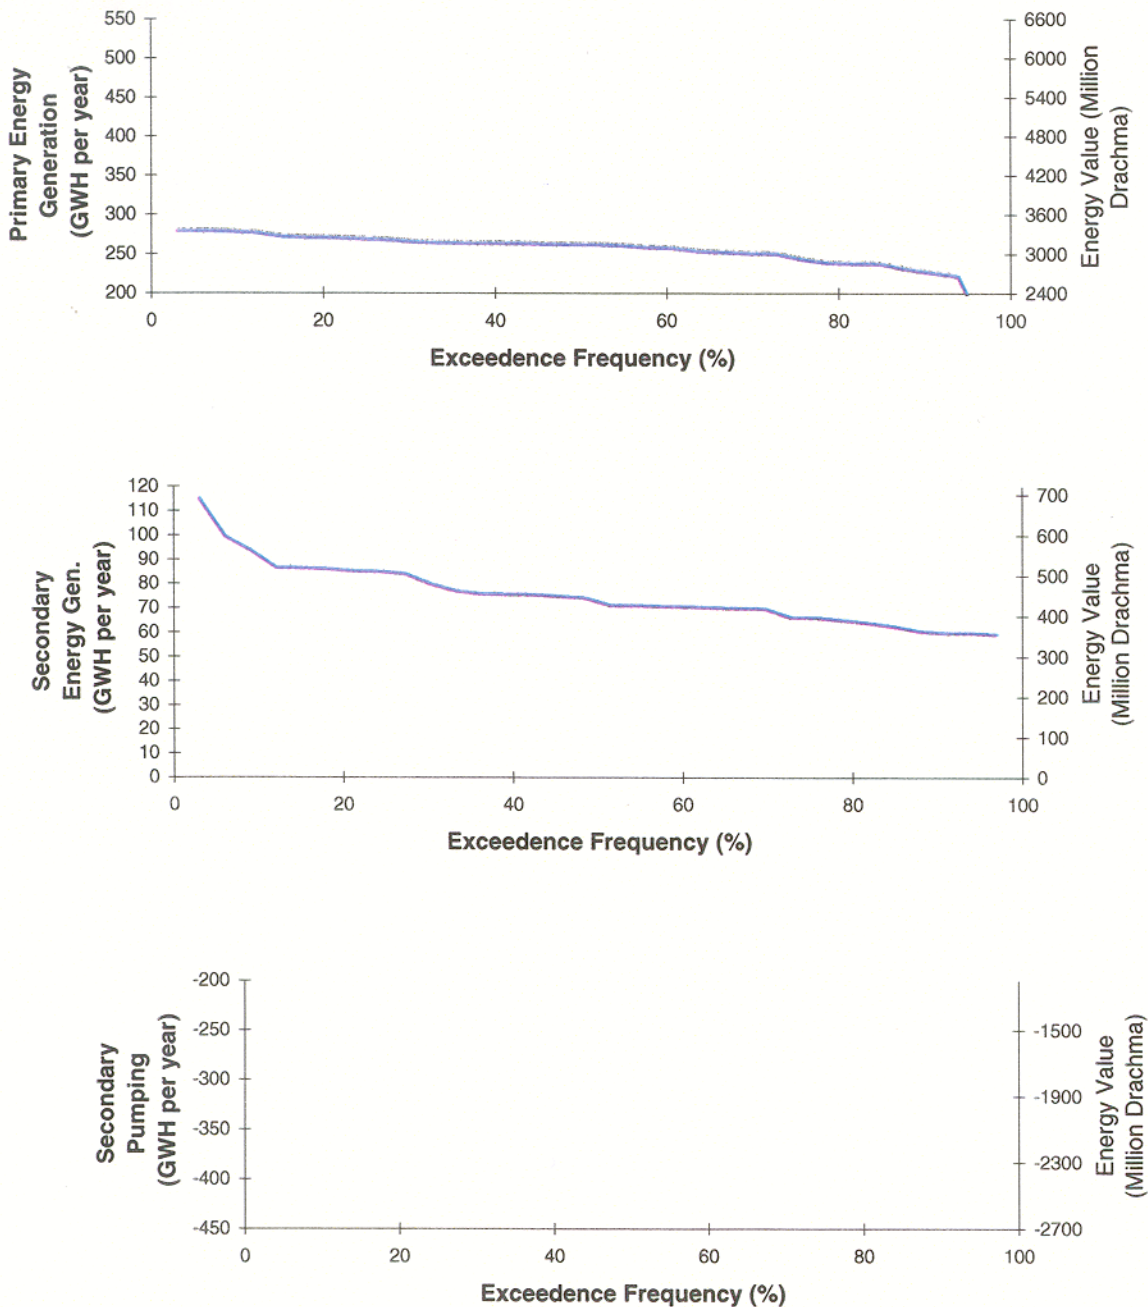 Primary Energy
Generation
(GWH per year)
550
500
450
400
350
300
250
200
6600
6000
5400
4800
4200
3600
3000
2400
Energy Value (Million
Drachma)
0 20 40 60 80 100
Exceedence Frequency (%)
Secondary
Energy Gen.
(GWH per year)
120
110
100
90
80
70
60
50
40
30
20
10
0
700
600
500
400
300
200
100
0
Energy Value
(Million Drachma)
0 20 40 60 80 100
Exceedence Frequency (%)
Secondary
Pumping
(GWH per year)
-200
-250
-300
-350
-400
-450
-1500
-1900
-2300
-2700
Energy Value
(Million Drachma)
0 20 40 60 80 100
Exceedence Frequency (%)